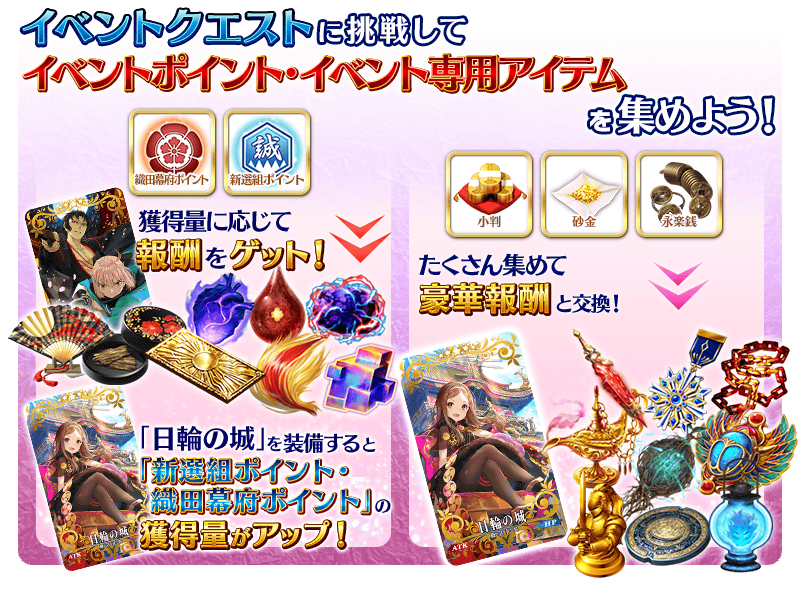 イベントクエストに挑戦して
イベントポイント・イベント専用アイテム
を集めよう！
織田幕府ポイント
誠
新選組ポイント
獲得量に応じて
報酬をゲット！
「日輪の城」を装備すると
「新選組ポイント・
織田幕府ポイント」の
獲得量がアップ！
日輪の城
ATK
小判
砂金
永楽銭
たくさん集めて
豪華報酬と交換！
日輪の城
ATK
HP